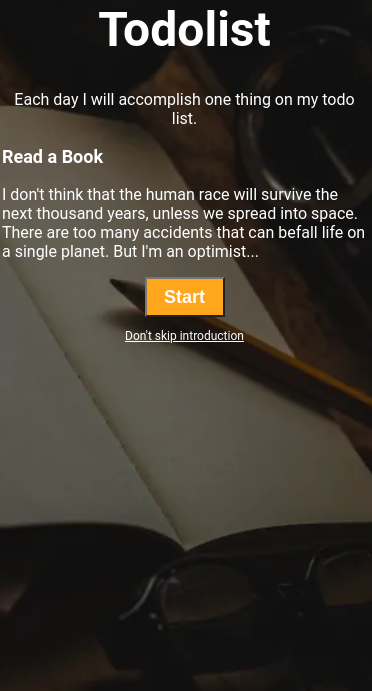 Todolist
Each day I will accomplish one thing on my todo
list.
Read a Book
I don't think that the human race will survive the
next thousand years, unless we spread into space.
There are too many accidents that can befall life on
a single planet. But I'm an optimist...
Start
Don't skip introduction